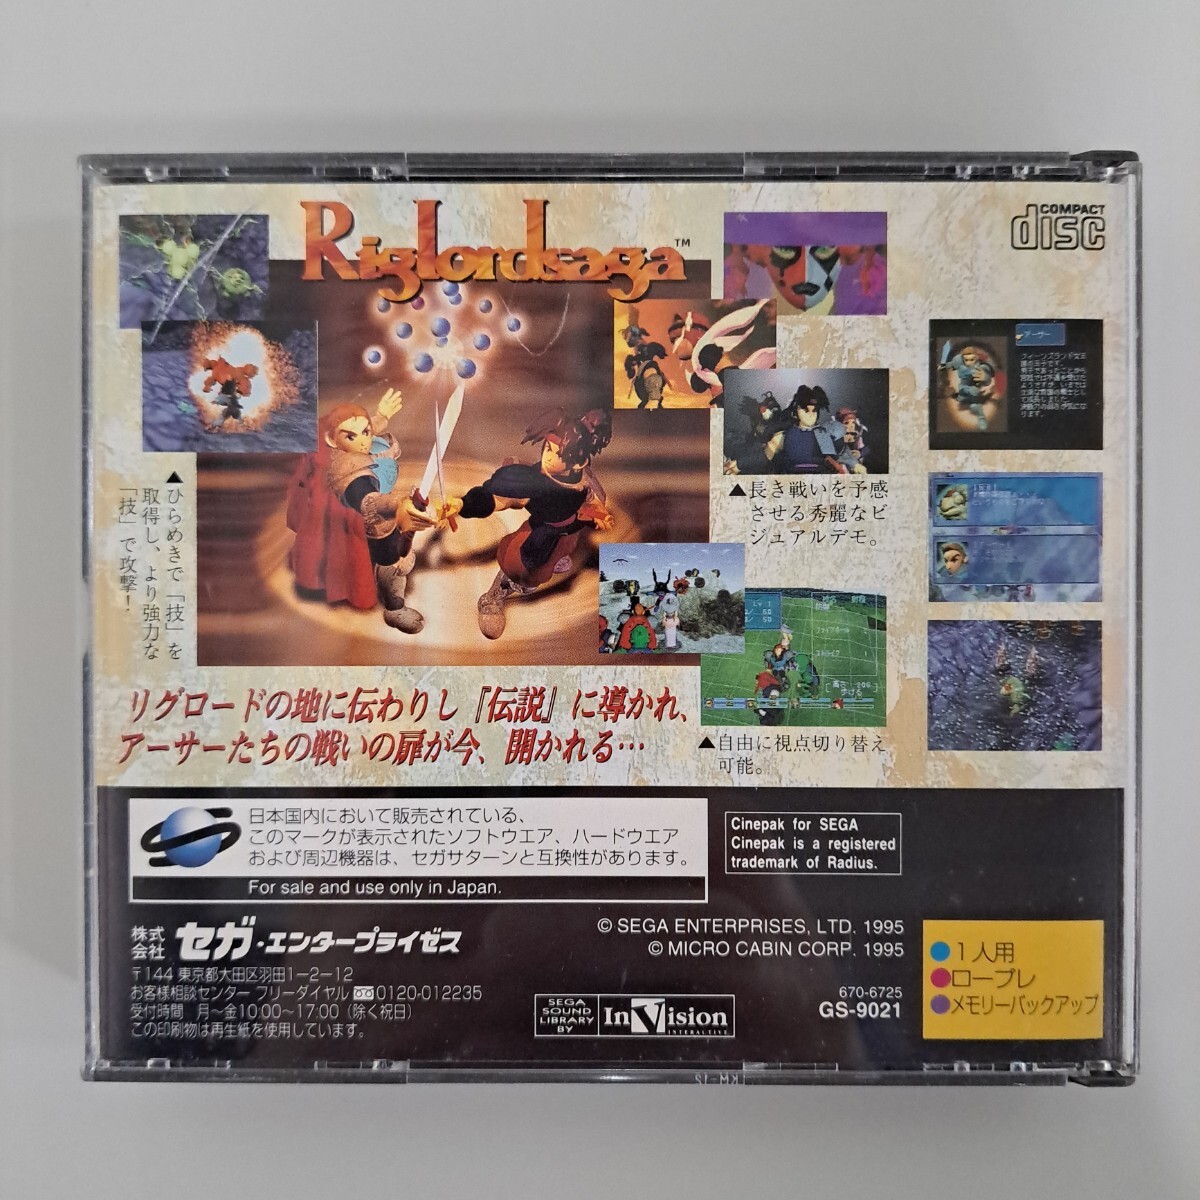 Riglordsaga™
COMPACT
disc
アーサー
▲ひらめきで「技」を
取得し、より強力な
「技」で攻撃！
▲長き戦いを予感
させる秀麗なビ
ジュアルデモ。
リグロードの地に伝わりし『伝説』に導かれ、
アーサーたちの戦いの扉が今、開かれる…
▲自由に視点切り替え
可能。
日本国内において販売されている、
このマークが表示されたソフトウエア、ハードウエア
および周辺機器は、セガサターンと互換性があります。
For sale and use only in Japan.
Cinepak for SEGA
Cinepak is a registered
trademark of Radius.
株式会社 セガ・エンタープライゼス
〒144 東京都大田区羽田1-2-12
お客様相談センター フリーダイヤル 0120-012235
受付時間　月〜金10:00〜17:00（除く祝日）
この印刷物は再生紙を使用しています。
© SEGA ENTERPRISES, LTD. 1995
© MICRO CABIN CORP. 1995
670-6725
GS-9021
SEGA
SOUND
LIBRARY
BY
InVision
INTERACTIVE
●1人用
●ロープレ
●メモリーバックアップ